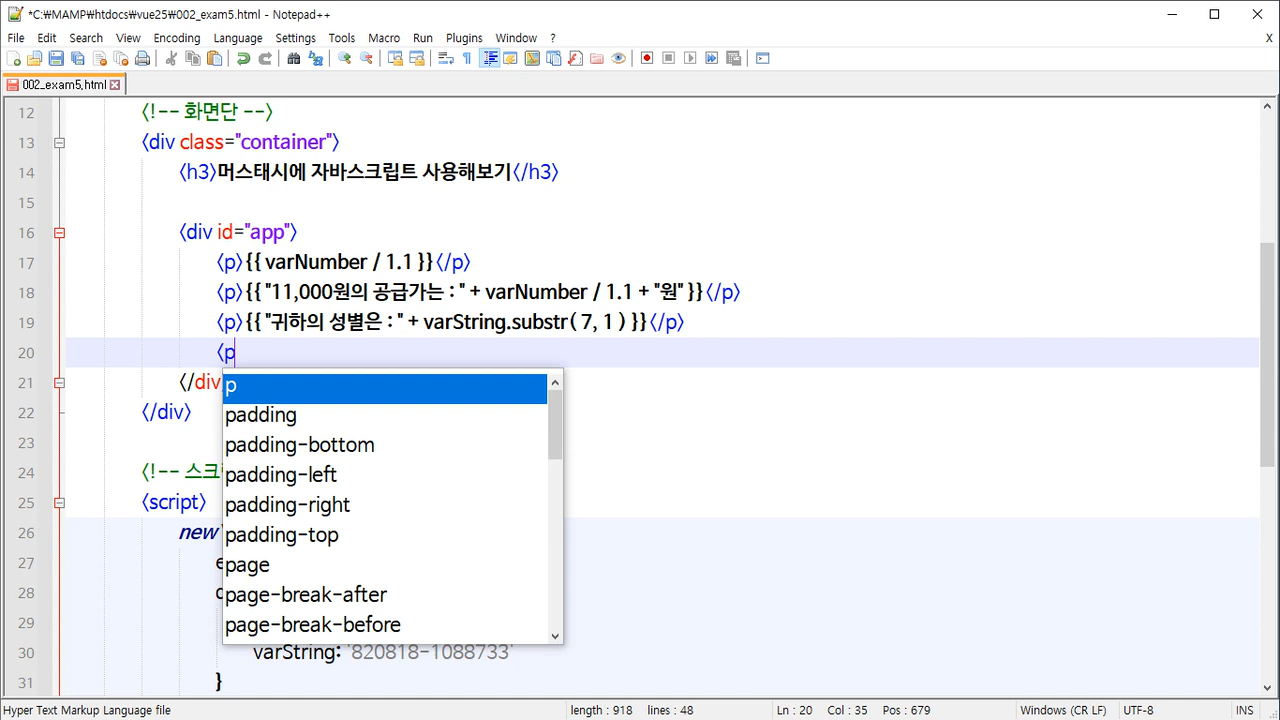 *C:₩MAMP₩htdocs₩vue25₩002_exam5.html - Notepad++
File Edit Search View Encoding Language Settings Tools Macro Run Plugins Window ? X
002_exam5.html
12 <!-- 화면단 -->
13 <div class="container">
14 <h3>머스태시에 자바스크립트 사용해보기</h3>
15
16 <div id="app">
17 <p>{{ varNumber / 1.1 }}</p>
18 <p>{{ "11,000원의 공급가는 : " + varNumber / 1.1 + "원" }}</p>
19 <p>{{ "귀하의 성별은 : " + varString.substr( 7, 1 ) }}</p>
20 <p
p
padding
padding-bottom
padding-left
padding-right
padding-top
page
page-break-after
page-break-before
21 </div
22 </div>
23
24 <!-- 스크
25 <script>
26 new
27
28
29
30 varString: '820818-1088733'
31 }
Hyper Text Markup Language file length : 918 lines : 48 Ln : 20 Col : 35 Pos : 679 Windows (CR LF) UTF-8 INS